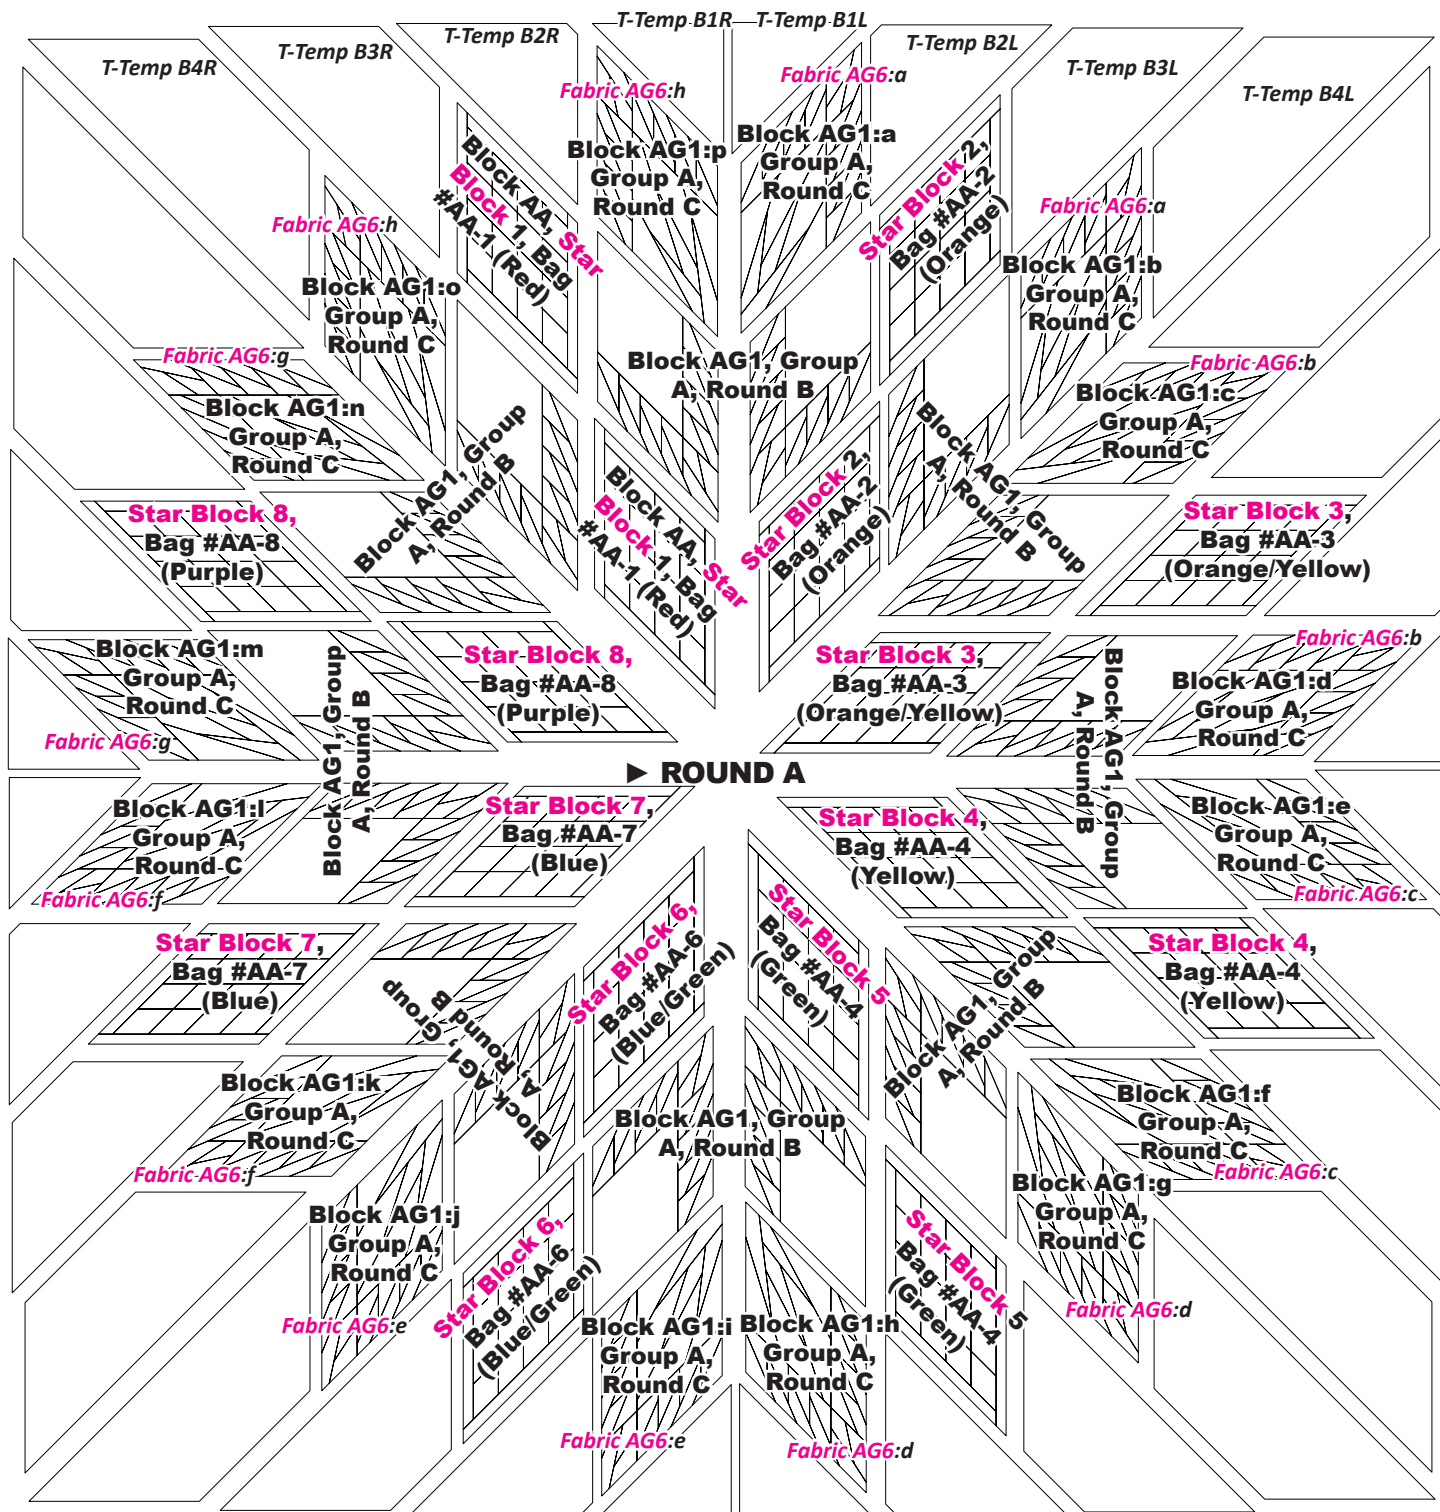 T-Temp B4R
T-Temp B3R
T-Temp B2R
T-Temp B1R
T-Temp B1L
T-Temp B2L
T-Temp B3L
T-Temp B4L
Fabric AG6:h
Block AG1:p
Group A,
Round C
Fabric AG6:a
Block AG1:a
Group A,
Round C
Block AA, Star
Block 1, Bag
#AA-1 (Red)
Star Block 2,
Bag #AA-2
(Orange)
Fabric AG6:h
Block AG1:o
Group A,
Round C
Fabric AG6:a
Block AG1:b
Group A,
Round C
Fabric AG6:g
Block AG1:n
Group A,
Round C
Block AG1, Group
A, Round B
Block AG1, Group
A, Round B
Block AG1, Group
A, Round B
Fabric AG6:b
Block AG1:c
Group A,
Round C
Star Block 8,
Bag #AA-8
(Purple)
Block AA, Star
Block 1, Bag
#AA-1 (Red)
Star Block 2,
Bag #AA-2
(Orange)
Star Block 3,
Bag #AA-3
(Orange/Yellow)
Block AG1:m
Group A,
Round C
Fabric AG6:g
Block AG1, Group
A, Round B
Star Block 8,
Bag #AA-8
(Purple)
Star Block 3,
Bag #AA-3
(Orange/Yellow)
Block AG1, Group
A, Round B
Fabric AG6:b
Block AG1:d
Group A,
Round C
► ROUND A
Block AG1:l
Group A,
Round C
Fabric AG6:f
Star Block 7,
Bag #AA-7
(Blue)
Star Block 4,
Bag #AA-4
(Yellow)
Block AG1:e
Group A,
Round C
Fabric AG6:c
Star Block 7,
Bag #AA-7
(Blue)
Block AG1, Group
A, Round B
Star Block 6,
Bag #AA-6
(Blue/Green)
Star Block 5
Bag #AA-4
(Green)
Block AG1, Group
A, Round B
Star Block 4,
Bag #AA-4
(Yellow)
Block AG1:k
Group A,
Round C
Fabric AG6:f
Block AG1, Group
A, Round B
Block AG1:f
Group A,
Round C
Fabric AG6:c
Block AG1:j
Group A,
Round C
Fabric AG6:e
Star Block 6,
Bag #AA-6
(Blue/Green)
Star Block 5
Bag #AA-4
(Green)
Block AG1:g
Group A,
Round C
Fabric AG6:d
Block AG1:i
Group A,
Round C
Fabric AG6:e
Block AG1:h
Group A,
Round C
Fabric AG6:d